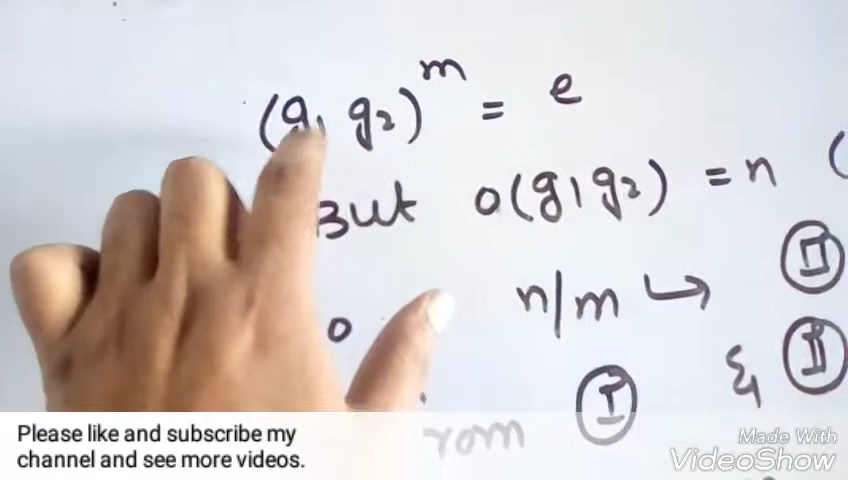 (g1 g2)^m = e
But o(g1g2) = n (
n/m ↪ II
I & II
rom
Please like and subscribe my
channel and see more videos.
Made With
VideoShow